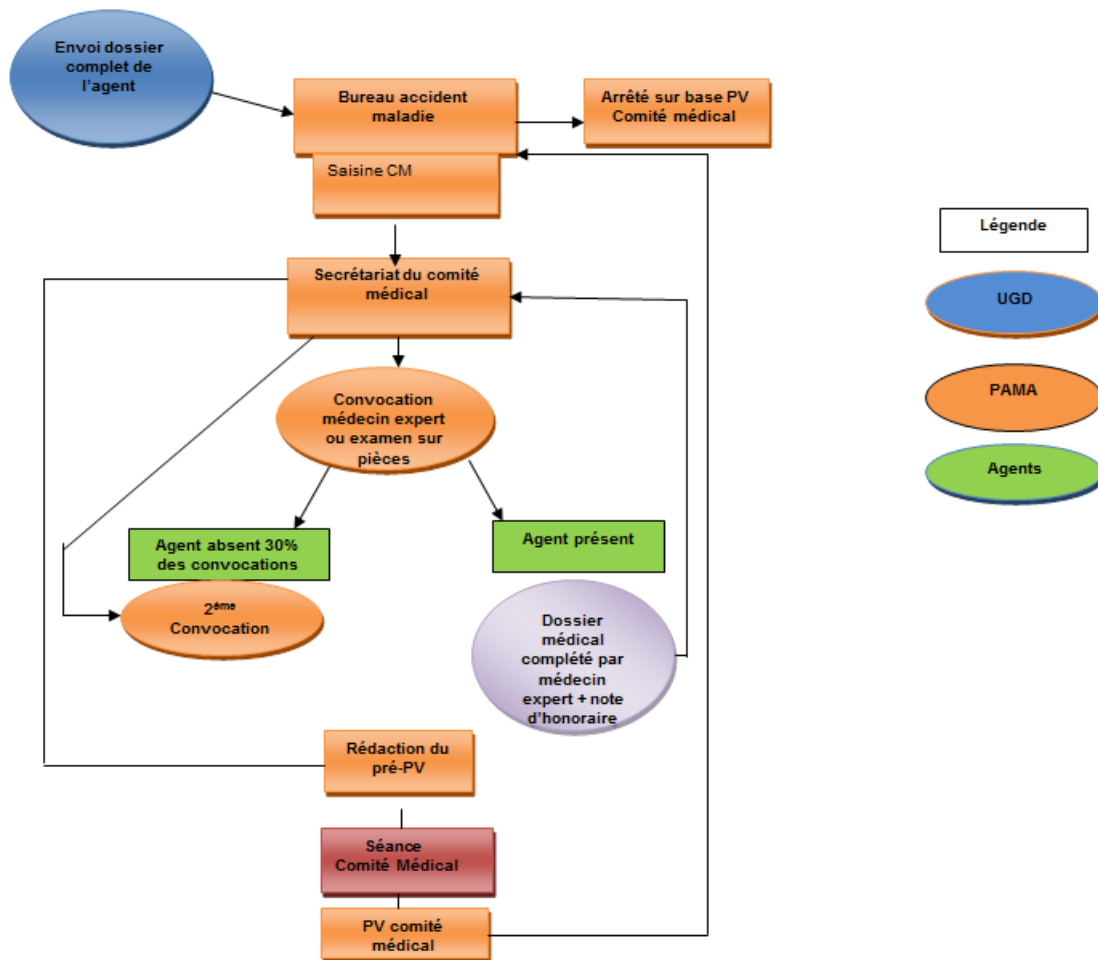 Envoi dossier
complet de
l'agent
Bureau accident
maladie
Arrêté sur base PV
Comité médical
Saisine CM
Secrétariat du comité
médical
Convocation
médecin expert
ou examen sur
pièces
Agent absent 30%
des convocations
Agent présent
2ème
Convocation
Dossier
médical
complété par
médecin
expert + note
d'honoraire
Rédaction du
pré-PV
Séance
Comité Médical
PV comité
médical
Légende
UGD
PAMA
Agents